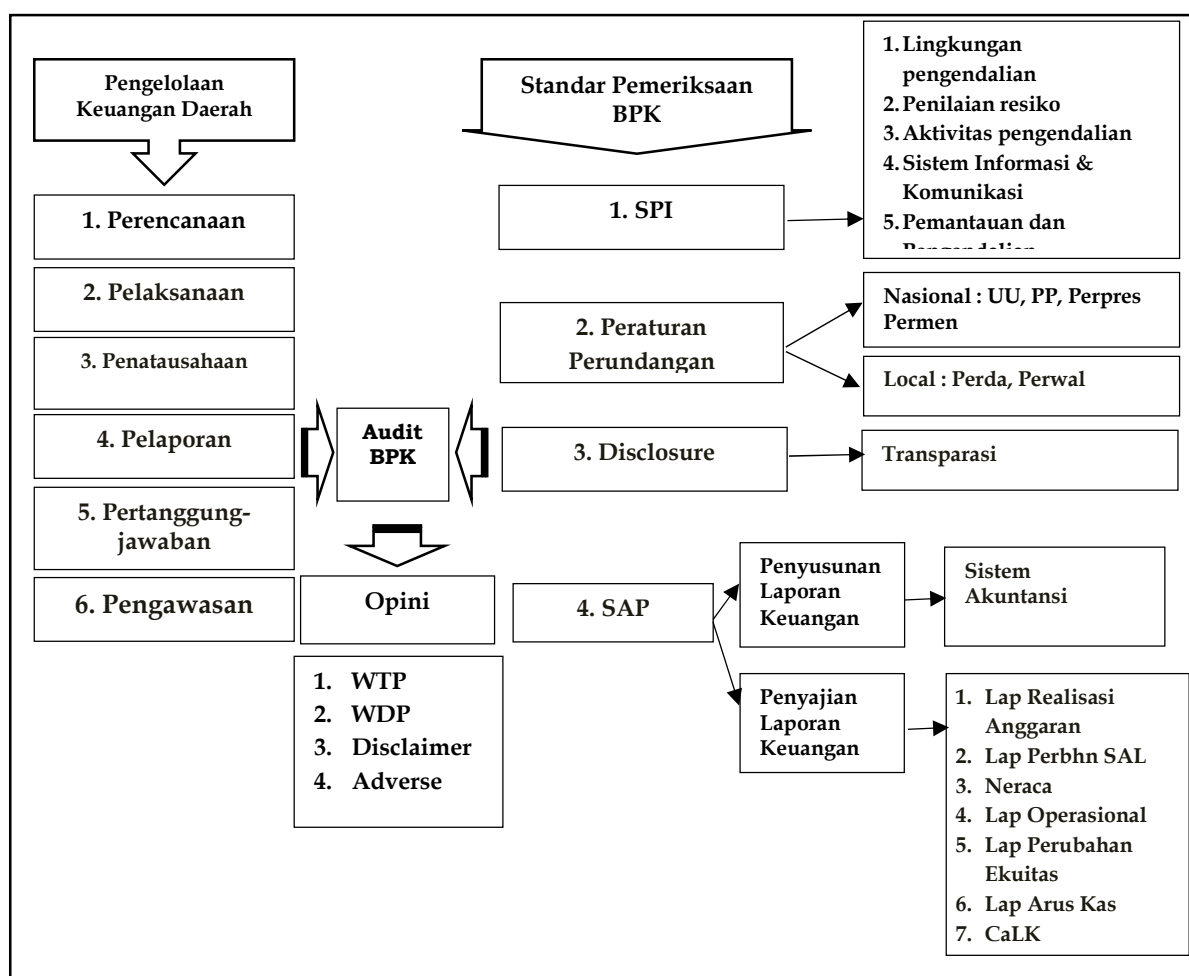 Pengelolaan
Keuangan Daerah
1. Perencanaan
2. Pelaksanaan
3. Penatausahaan
4. Pelaporan
5. Pertanggung-
jawaban
6. Pengawasan
Audit
BPK
Opini
1. WTP
2. WDP
3. Disclaimer
4. Adverse
Standar Pemeriksaan
BPK
1. SPI
1. Lingkungan
pengendalian
2. Penilaian resiko
3. Aktivitas pengendalian
4. Sistem Informasi &
Komunikasi
5. Pemantauan dan
2. Peraturan
Perundangan
Nasional : UU, PP, Perpres
Permen
Local : Perda, Perwal
3. Disclosure
Transparasi
4. SAP
Penyusunan
Laporan
Keuangan
Sistem
Akuntansi
Penyajian
Laporan
Keuangan
1. Lap Realisasi
Anggaran
2. Lap Perbhn SAL
3. Neraca
4. Lap Operasional
5. Lap Perubahan
Ekuitas
6. Lap Arus Kas
7. CaLK